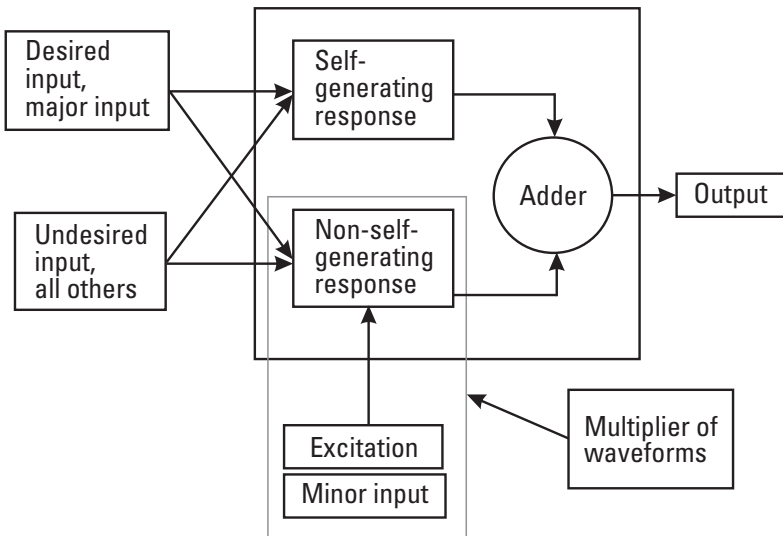 Desired
input,
major input
Self-
generating
response
Adder
Output
Undesired
input,
all others
Non-self-
generating
response
Excitation
Minor input
Multiplier of
waveforms